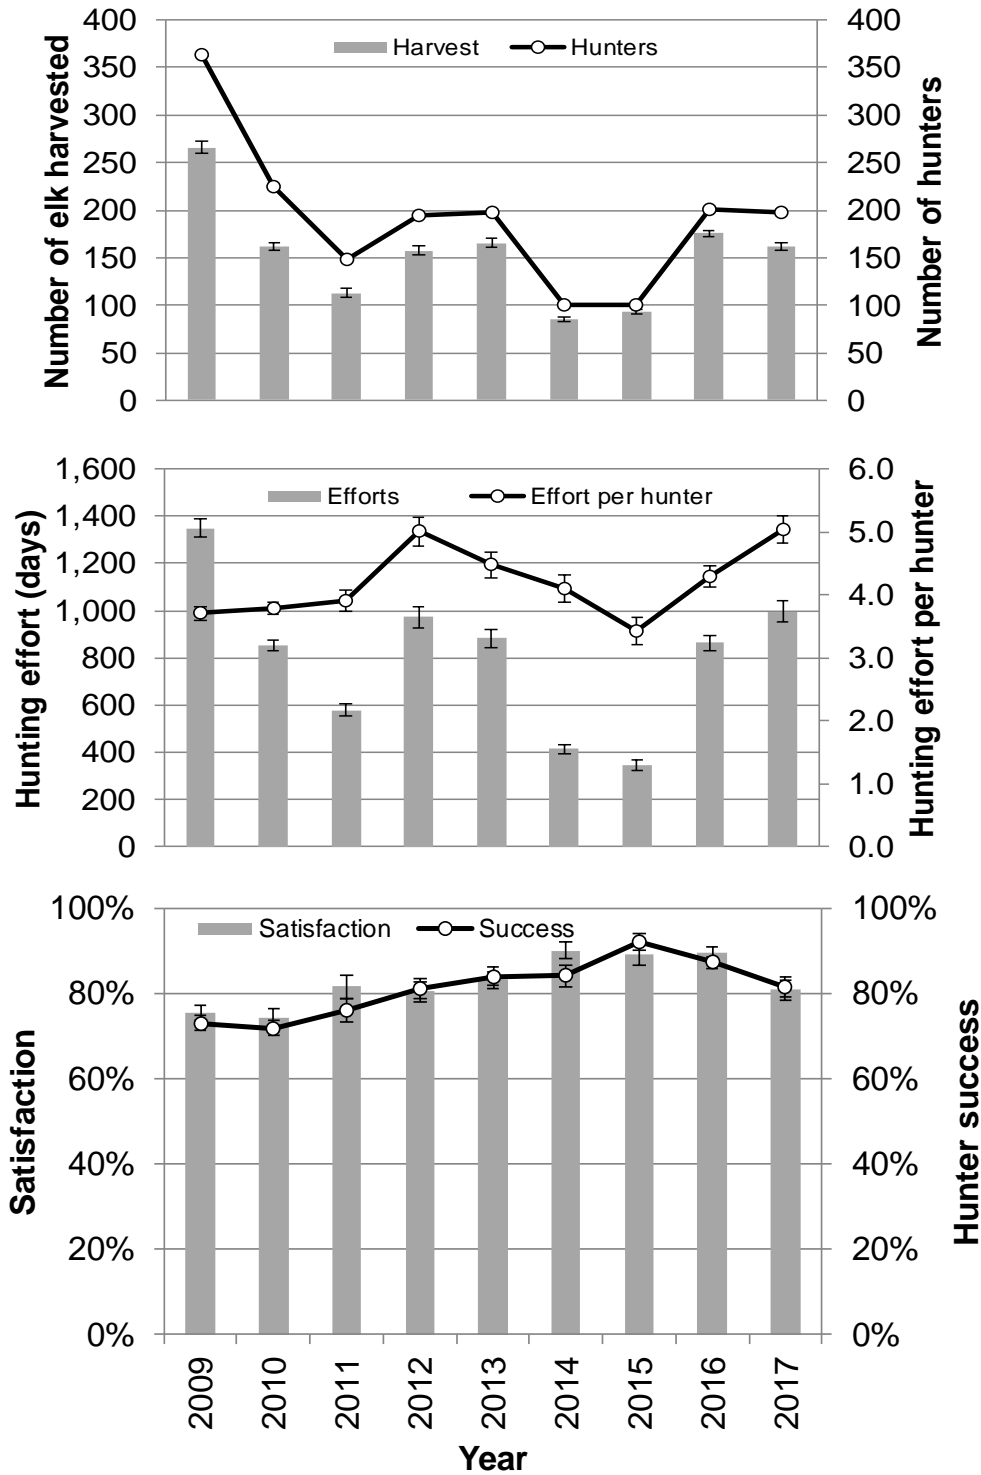 400 400
Harvest Hunters
350 350
300 300
250 250
200 200
150 150
100 100
50 50
0 0
Number of elk harvested
Number of hunters
1,600 6.0
Efforts Effort per hunter
1,400
5.0
1,200
4.0
1,000
800 3.0
600
2.0
400
1.0
200
0 0.0
Hunting effort (days)
Hunting effort per hunter
100% 100%
Satisfaction Success
80% 80%
60% 60%
40% 40%
20% 20%
0% 0%
Satisfaction
Hunter success
2009 2010 2011 2012 2013 2014 2015 2016 2017
Year